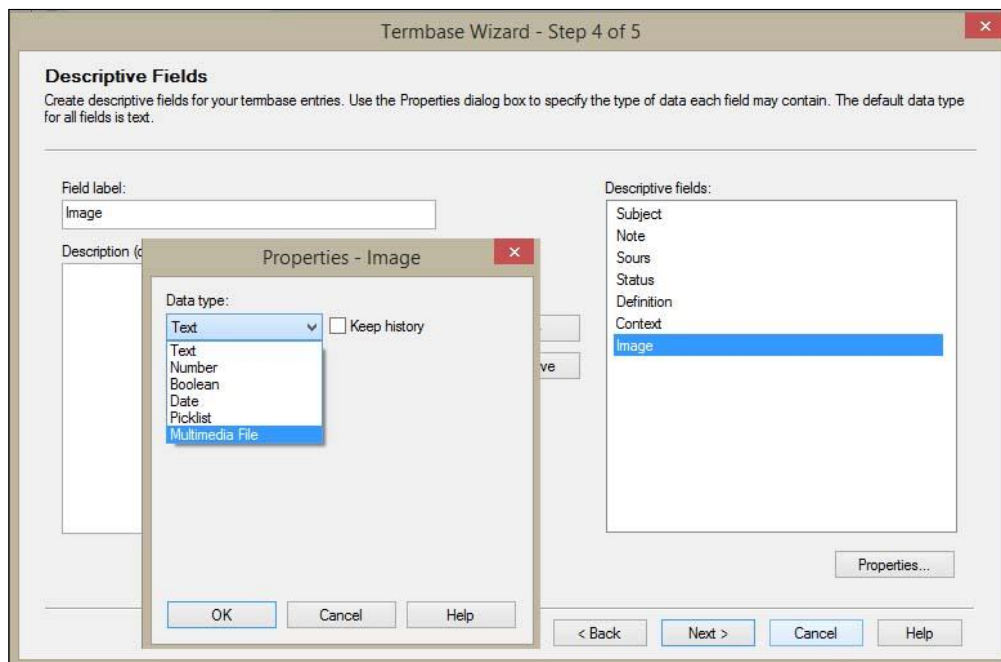 Termbase Wizard - Step 4 of 5
Descriptive Fields
Create descriptive fields for your termbase entries. Use the Properties dialog box to specify the type of data each field may contain. The default data type
for all fields is text.
Field label:
Image
Description (
Descriptive fields:
Subject
Note
Sours
Status
Definition
Context
Image
Properties - Image
Data type:
Text
Keep history
Text
Number
Boolean
Date
Picklist
Multimedia File
ve
OK
Cancel
Help
Properties...
< Back
Next >
Cancel
Help